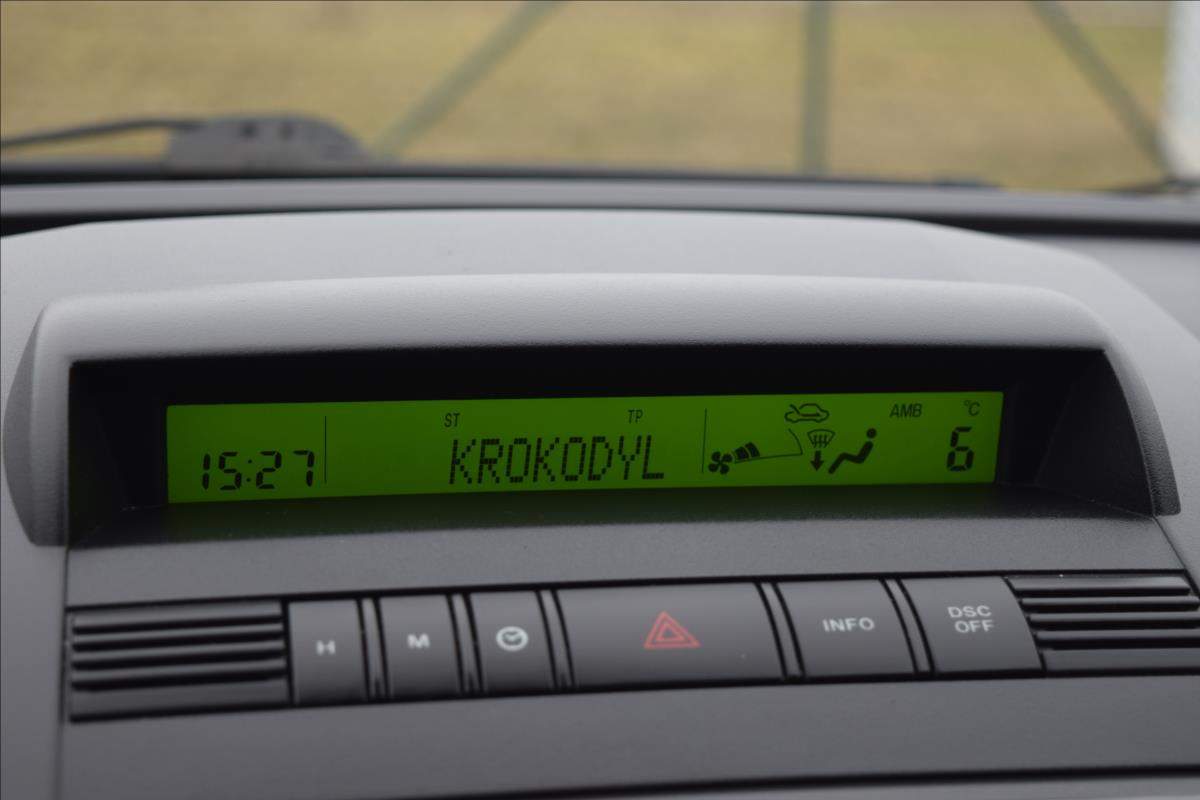 ST TP AMB °C
15:27 KROKODYL 6
H M INFO DSC OFF